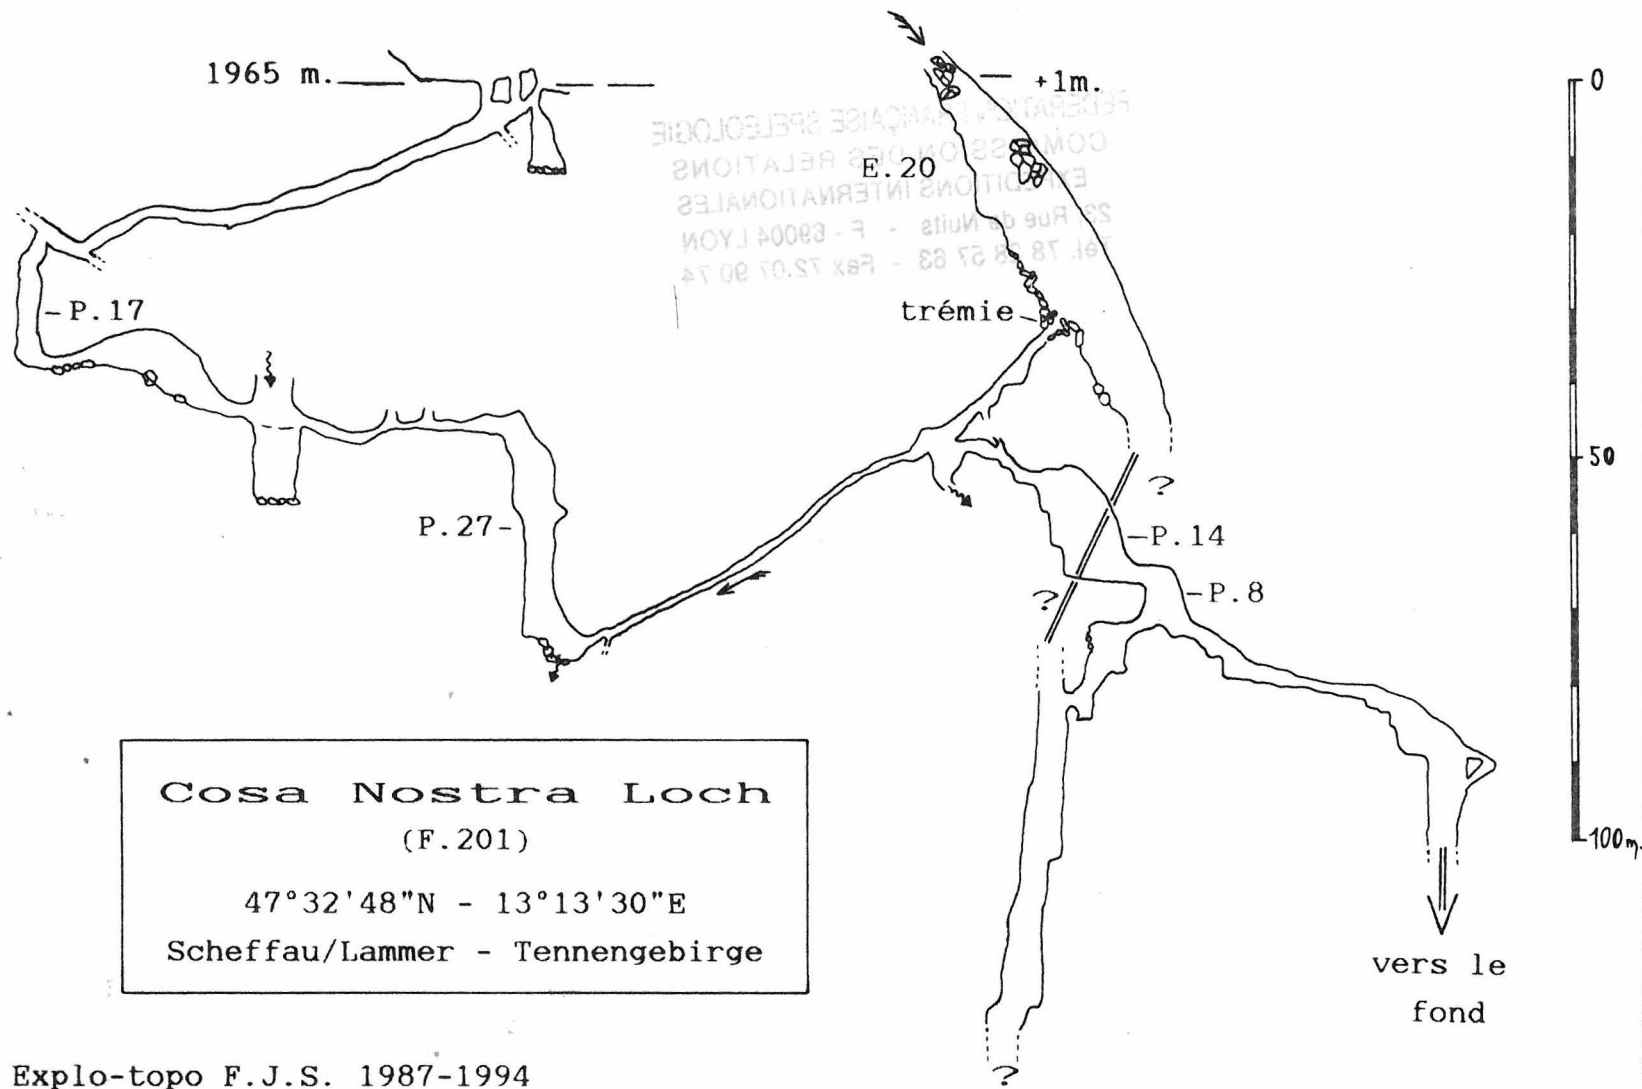 1965 m.
+1m.
0
FEDERATION FRANÇAISE SPELEOLOGIE
COMMISSION DES RELATIONS
EXPEDITIONS INTERNATIONALES
23, Rue de Nuits - F - 69004 LYON
Tél. 78 57 63 - Fax 72.07 90 74
E.20
P.17
trémie
50
?
P.27
P.14
?
P.8
Cosa Nostra Loch
(F.201)
47°32'48"N - 13°13'30"E
Scheffau/Lammer - Tennengebirge
100m.
vers le
fond
?
Explo-topo F.J.S. 1987-1994